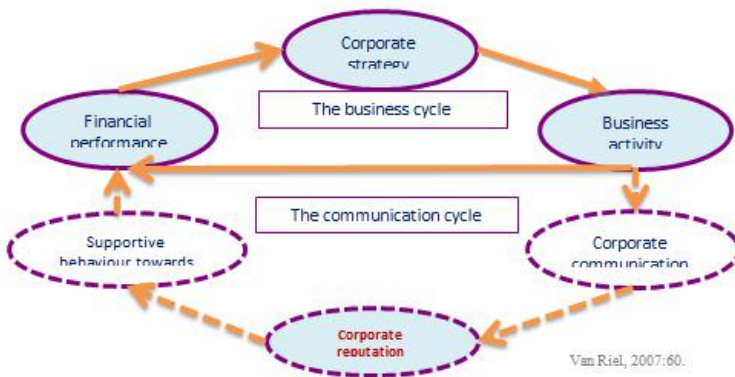 Corporate
strategy
The business cycle
Financial
performance
Business
activity
The communication cycle
Supportive
behaviour towards
Corporate
communication
Corporate
reputation
Van Riel, 2007:60.